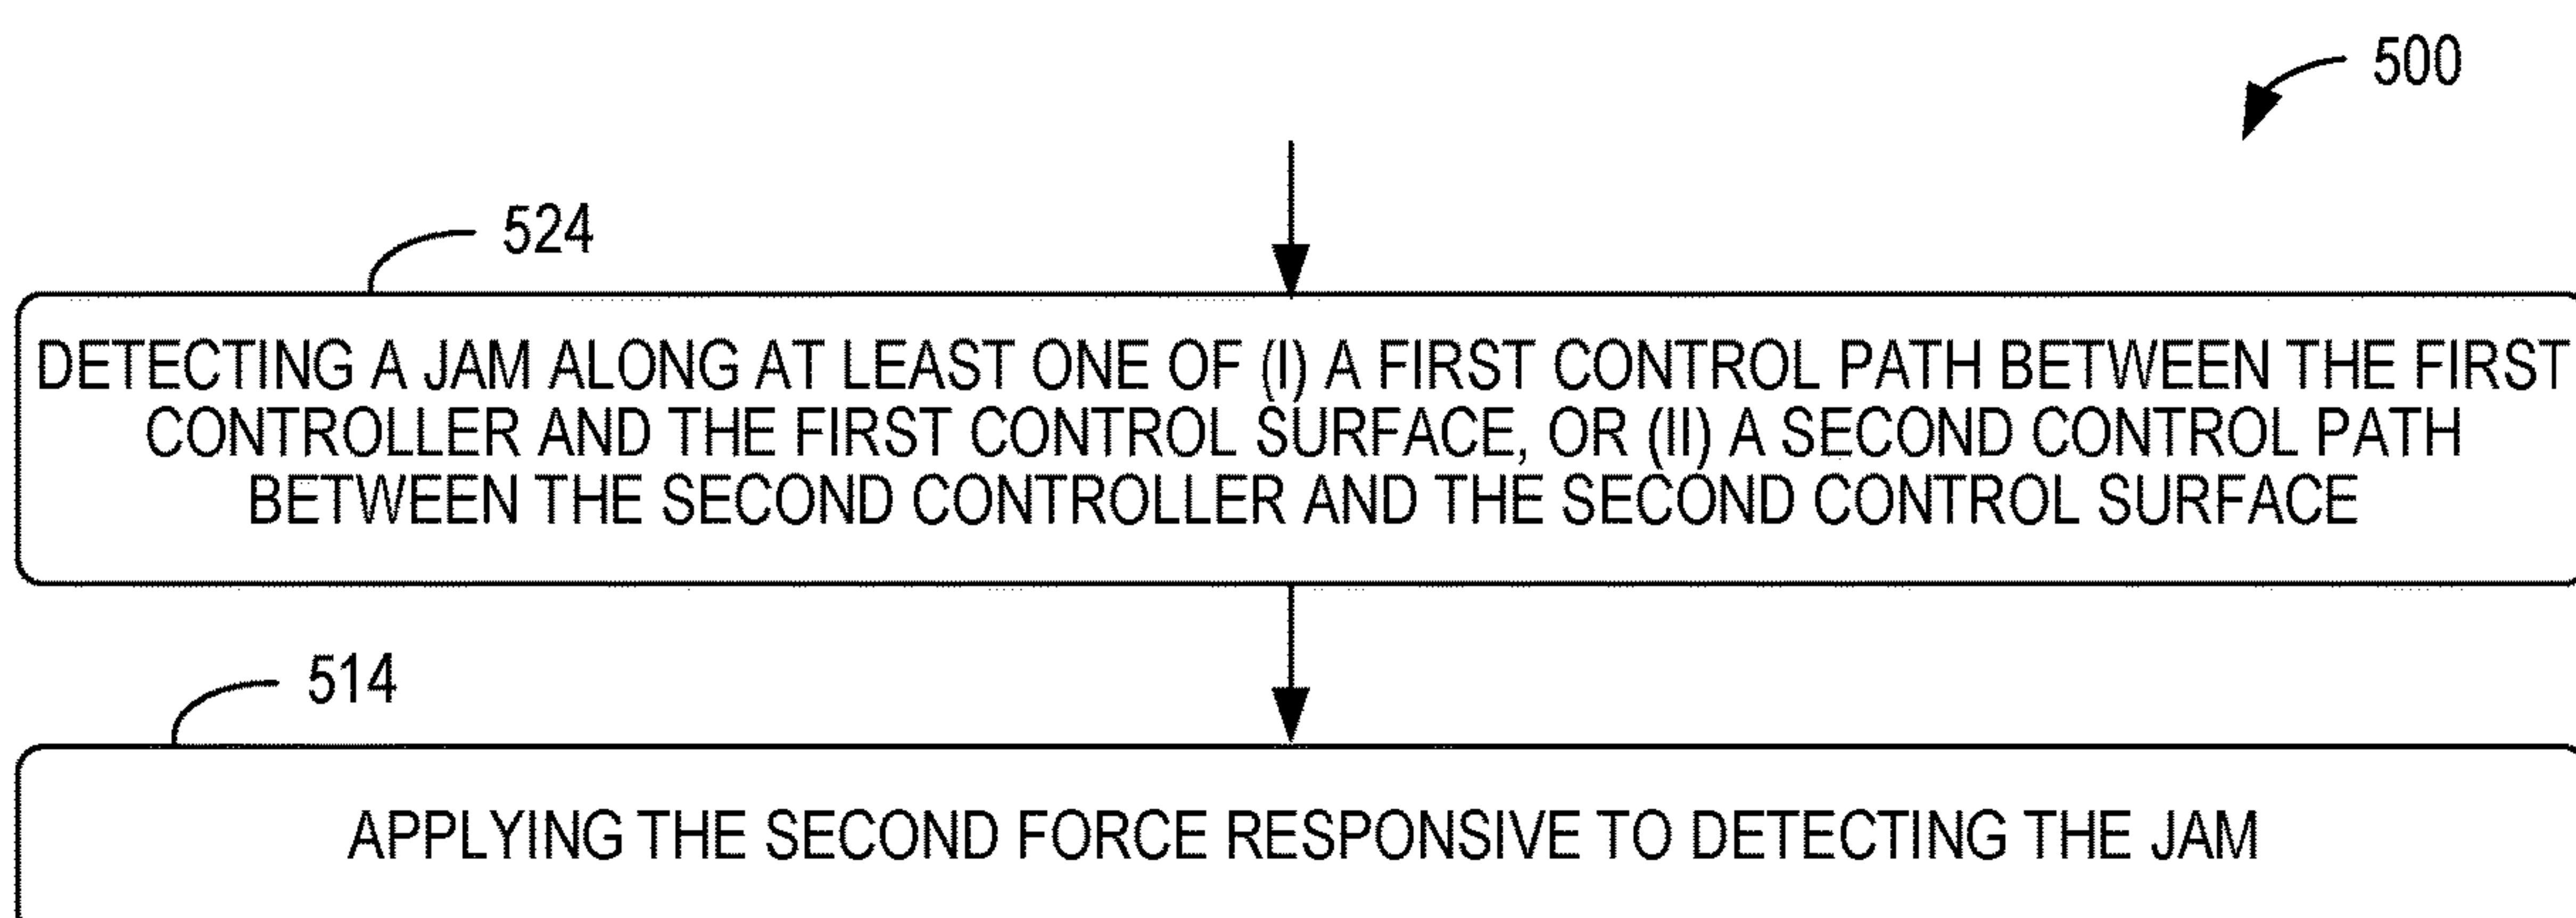 500
524
DETECTING A JAM ALONG AT LEAST ONE OF (I) A FIRST CONTROL PATH BETWEEN THE FIRST
CONTROLLER AND THE FIRST CONTROL SURFACE, OR (II) A SECOND CONTROL PATH
BETWEEN THE SECOND CONTROLLER AND THE SECOND CONTROL SURFACE
514
APPLYING THE SECOND FORCE RESPONSIVE TO DETECTING THE JAM